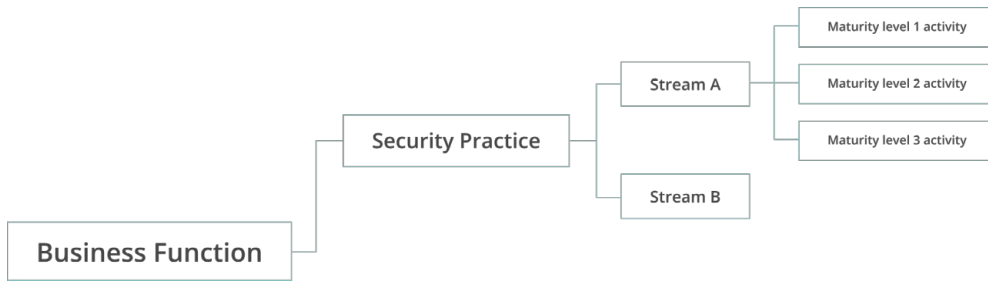 Maturity level 1 activity
Stream A
Maturity level 2 activity
Security Practice
Maturity level 3 activity
Stream B
Business Function